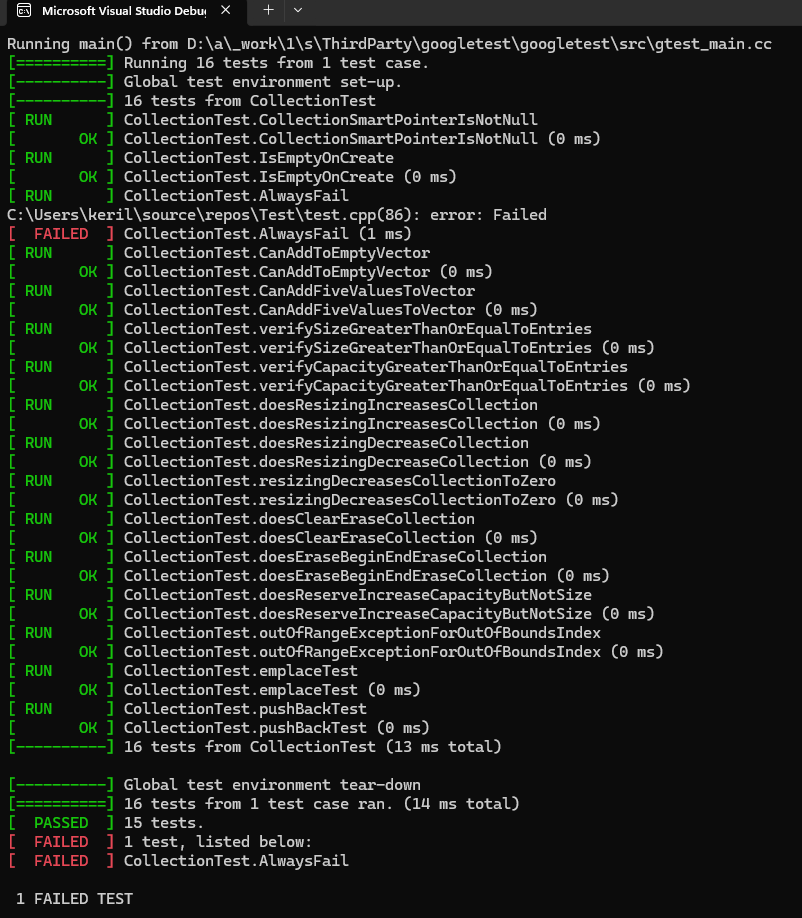 Microsoft Visual Studio Debu
Running main() from D:\a\_work\1\s\ThirdParty\googletest\googletest\src\gtest_main.cc
[==========] Running 16 tests from 1 test case.
[----------] Global test environment set-up.
[----------] 16 tests from CollectionTest
[ RUN      ] CollectionTest.CollectionSmartPointerIsNotNull
[       OK ] CollectionTest.CollectionSmartPointerIsNotNull (0 ms)
[ RUN      ] CollectionTest.IsEmptyOnCreate
[       OK ] CollectionTest.IsEmptyOnCreate (0 ms)
[ RUN      ] CollectionTest.AlwaysFail
C:\Users\keril\source\repos\Test\test.cpp(86): error: Failed
[  FAILED  ] CollectionTest.AlwaysFail (1 ms)
[ RUN      ] CollectionTest.CanAddToEmptyVector
[       OK ] CollectionTest.CanAddToEmptyVector (0 ms)
[ RUN      ] CollectionTest.CanAddFiveValuesToVector
[       OK ] CollectionTest.CanAddFiveValuesToVector (0 ms)
[ RUN      ] CollectionTest.verifySizeGreaterThanOrEqualToEntries
[       OK ] CollectionTest.verifySizeGreaterThanOrEqualToEntries (0 ms)
[ RUN      ] CollectionTest.verifyCapacityGreaterThanOrEqualToEntries
[       OK ] CollectionTest.verifyCapacityGreaterThanOrEqualToEntries (0 ms)
[ RUN      ] CollectionTest.doesResizingIncreasesCollection
[       OK ] CollectionTest.doesResizingIncreasesCollection (0 ms)
[ RUN      ] CollectionTest.doesResizingDecreaseCollection
[       OK ] CollectionTest.doesResizingDecreaseCollection (0 ms)
[ RUN      ] CollectionTest.resizingDecreasesCollectionToZero
[       OK ] CollectionTest.resizingDecreasesCollectionToZero (0 ms)
[ RUN      ] CollectionTest.doesClearEraseCollection
[       OK ] CollectionTest.doesClearEraseCollection (0 ms)
[ RUN      ] CollectionTest.doesEraseBeginEndEraseCollection
[       OK ] CollectionTest.doesEraseBeginEndEraseCollection (0 ms)
[ RUN      ] CollectionTest.doesReserveIncreaseCapacityButNotSize
[       OK ] CollectionTest.doesReserveIncreaseCapacityButNotSize (0 ms)
[ RUN      ] CollectionTest.outOfRangeExceptionForOutOfBoundsIndex
[       OK ] CollectionTest.outOfRangeExceptionForOutOfBoundsIndex (0 ms)
[ RUN      ] CollectionTest.emplaceTest
[       OK ] CollectionTest.emplaceTest (0 ms)
[ RUN      ] CollectionTest.pushBackTest
[       OK ] CollectionTest.pushBackTest (0 ms)
[----------] 16 tests from CollectionTest (13 ms total)
[----------] Global test environment tear-down
[==========] 16 tests from 1 test case ran. (14 ms total)
[  PASSED  ] 15 tests.
[  FAILED  ] 1 test, listed below:
[  FAILED  ] CollectionTest.AlwaysFail
1 FAILED TEST